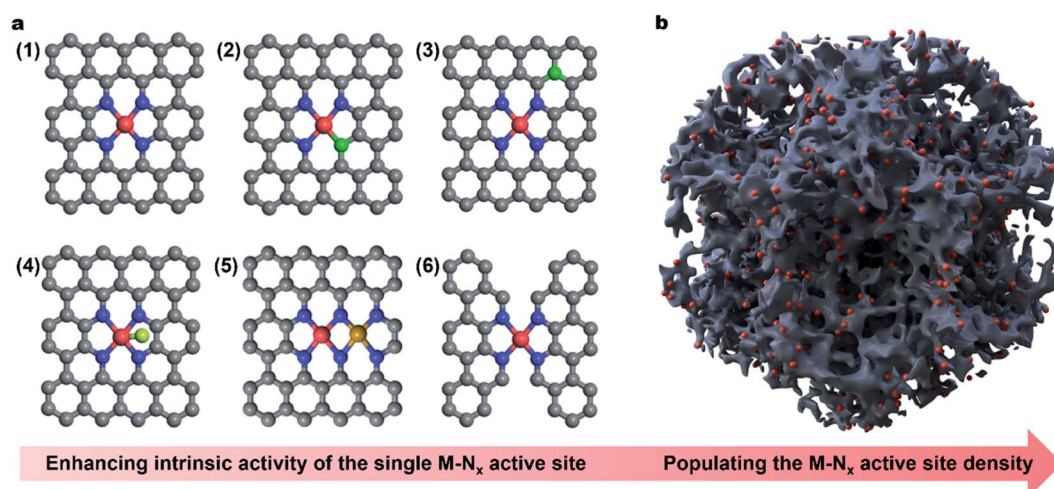 a
b
(1)
(2)
(3)
(4)
(5)
(6)
Enhancing intrinsic activity of the single M-Nx active site
Populating the M-Nx active site density